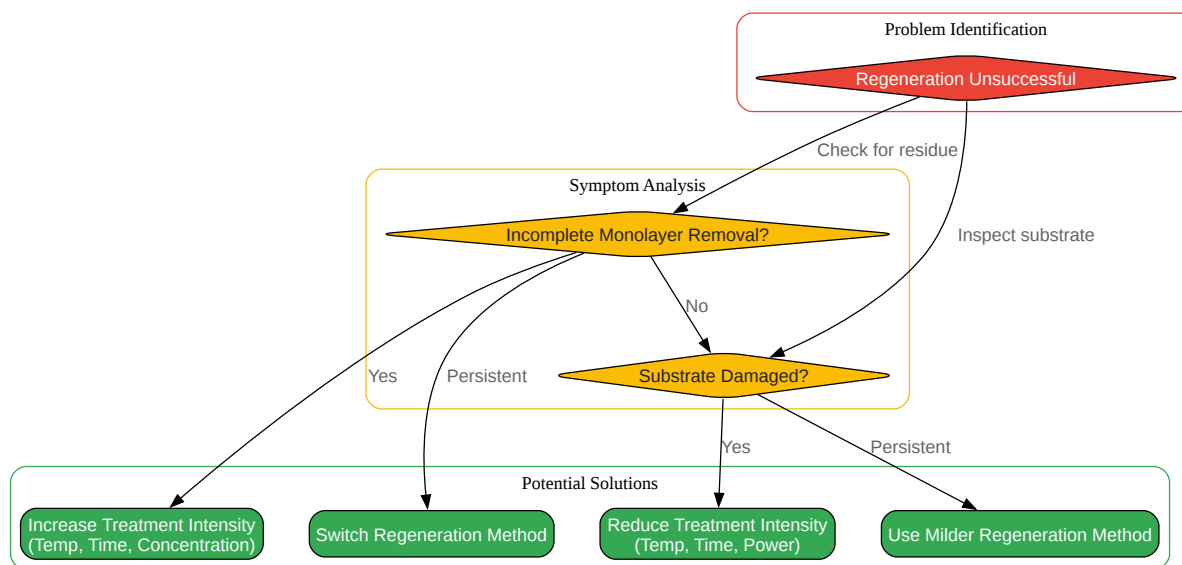 Problem Identification
Regeneration Unsuccessful
Check for residue
Symptom Analysis
Incomplete Monolayer Removal?
Inspect substrate
No
Yes
Persistent
Substrate Damaged?
Yes
Persistent
Potential Solutions
Increase Treatment Intensity
(Temp, Time, Concentration)
Switch Regeneration Method
Reduce Treatment Intensity
(Temp, Time, Power)
Use Milder Regeneration Method